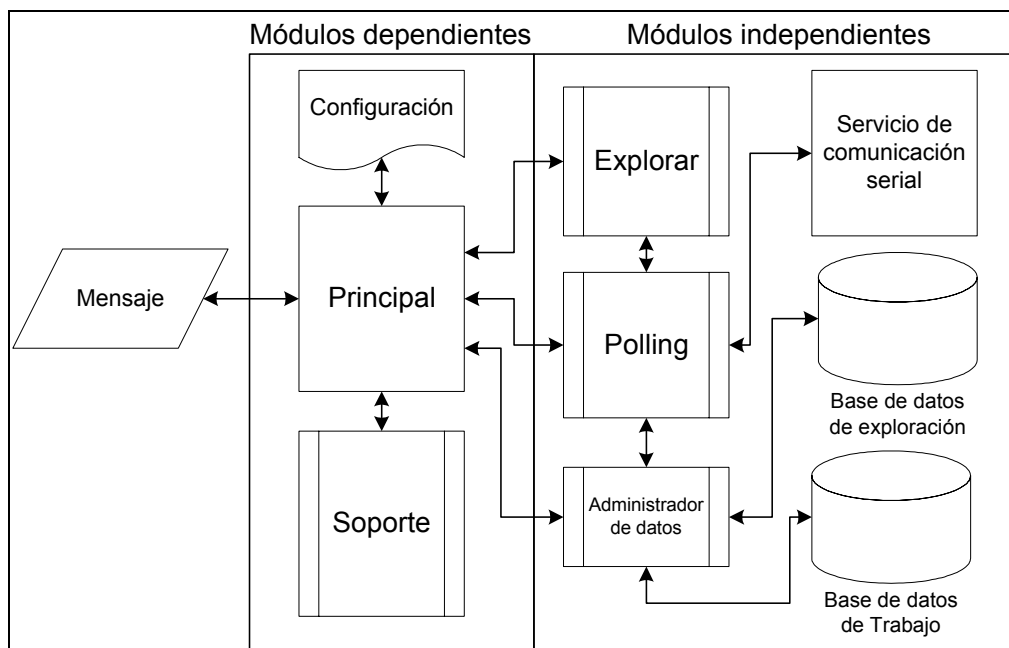 Módulos dependientes
Módulos independientes
Configuración
Explorar
Servicio de
comunicación
serial
Mensaje
Principal
Polling
Base de datos
de exploración
Soporte
Administrador
de datos
Base de datos
de Trabajo